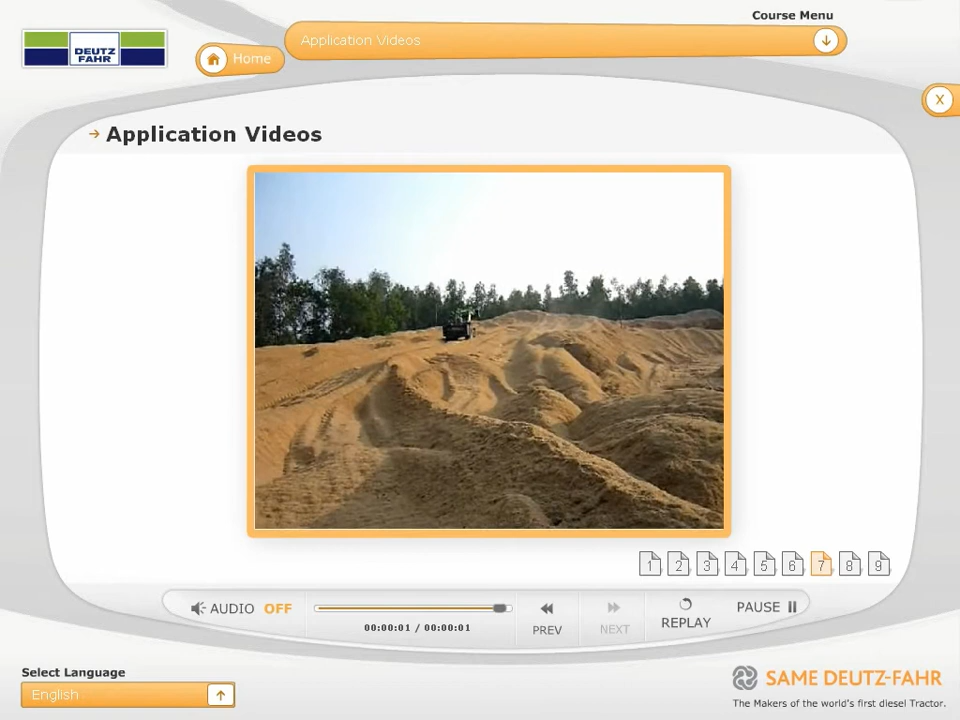 Course Menu
Application Videos
DEUTZ
FAHR
Home
X
Application Videos
1 2 3 4 5 6 7 8 9
AUDIO OFF
00:00:01 / 00:00:01
PREV
NEXT
REPLAY
PAUSE
Select Language
English
SAME DEUTZ-FAHR
The Makers of the world's first diesel Tractor.